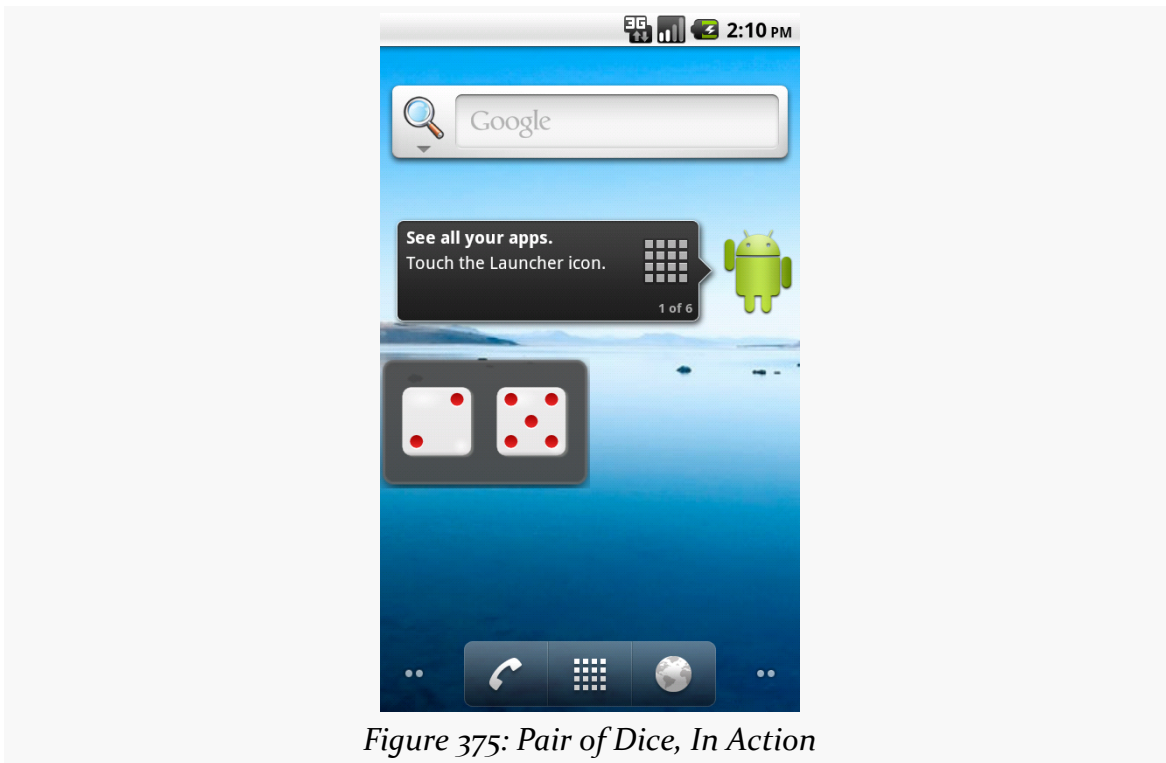 3G 2:10 PM
Google
See all your apps.
Touch the Launcher icon.
1 of 6
Figure 375: Pair of Dice, In Action